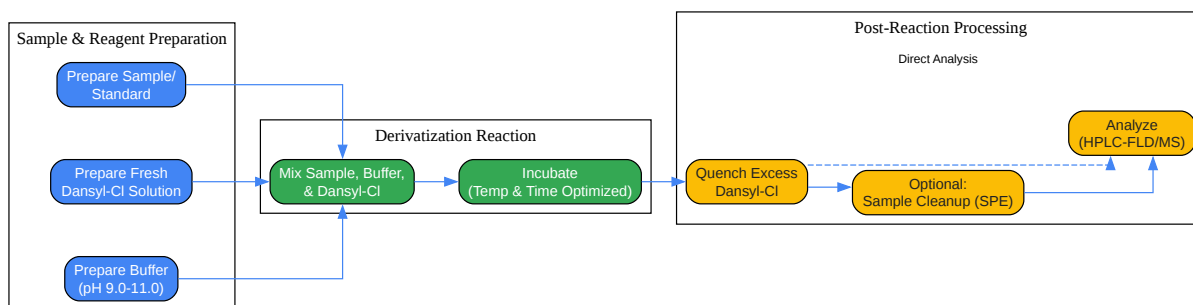 Sample & Reagent Preparation
Prepare Sample/
Standard
Prepare Fresh
Dansyl-Cl Solution
Prepare Buffer
(pH 9.0-11.0)
Derivatization Reaction
Mix Sample, Buffer,
& Dansyl-Cl
Incubate
(Temp & Time Optimized)
Post-Reaction Processing
Direct Analysis
Quench Excess
Dansyl-Cl
Optional:
Sample Cleanup (SPE)
Analyze
(HPLC-FLD/MS)